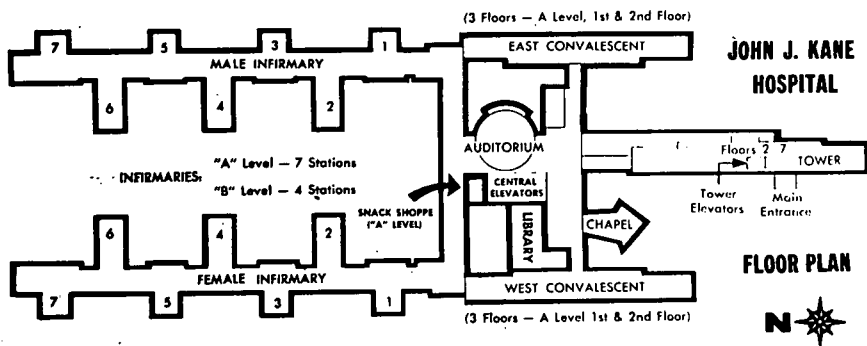 (3 Floors — A Level, 1st & 2nd Floor)
7
5
3
1
EAST CONVALESCENT
MALE INFIRMARY
JOHN J. KANE
HOSPITAL
6
4
2
AUDITORIUM
Floors 2 7
TOWER
INFIRMARIES:
"A" Level — 7 Stations
"B" Level — 4 Stations
CENTRAL
ELEVATORS
Tower
Elevators
Main
Entrance
SNACK SHOPPE
("A" LEVEL)
LIBRARY
CHAPEL
6
4
2
FEMALE INFIRMARY
WEST CONVALESCENT
FLOOR PLAN
7
5
3
1
(3 Floors — A Level 1st & 2nd Floor)
N